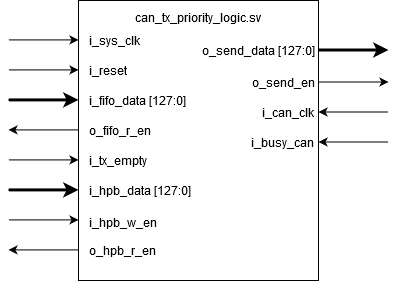 can_tx_priority_logic.sv
i_sys_clk
i_reset
i_fifo_data [127:0]
o_fifo_r_en
i_tx_empty
i_hpb_data [127:0]
i_hpb_w_en
o_hpb_r_en
o_send_data [127:0]
o_send_en
i_can_clk
i_busy_can